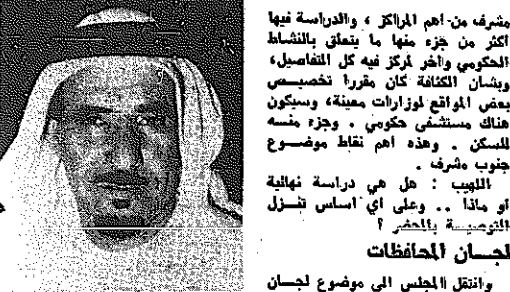 مشرف من اهم المراكز ، والدراسة فيها
اكثر من جزء منها ما يتعلق بالنشاط
الحكومي واخر لمركز فيه كل التفاصيل،
وبشان الكثافة كان مقررا تخصيص
بعض المواقع لوزارات معينة، وسيكون
هناك مستشفى حكومي . وجزء منسه
للسكن . وهذه اهم نقاط موضوع
جنوب مشرف .
اللهيب : هل هي دراسة نهائية
او ماذا .. وعلى اي اساس تنزل
التوصية بالمحضر ؟
لجان المحافظات
وانتقل المجلس الى موضوع لجان